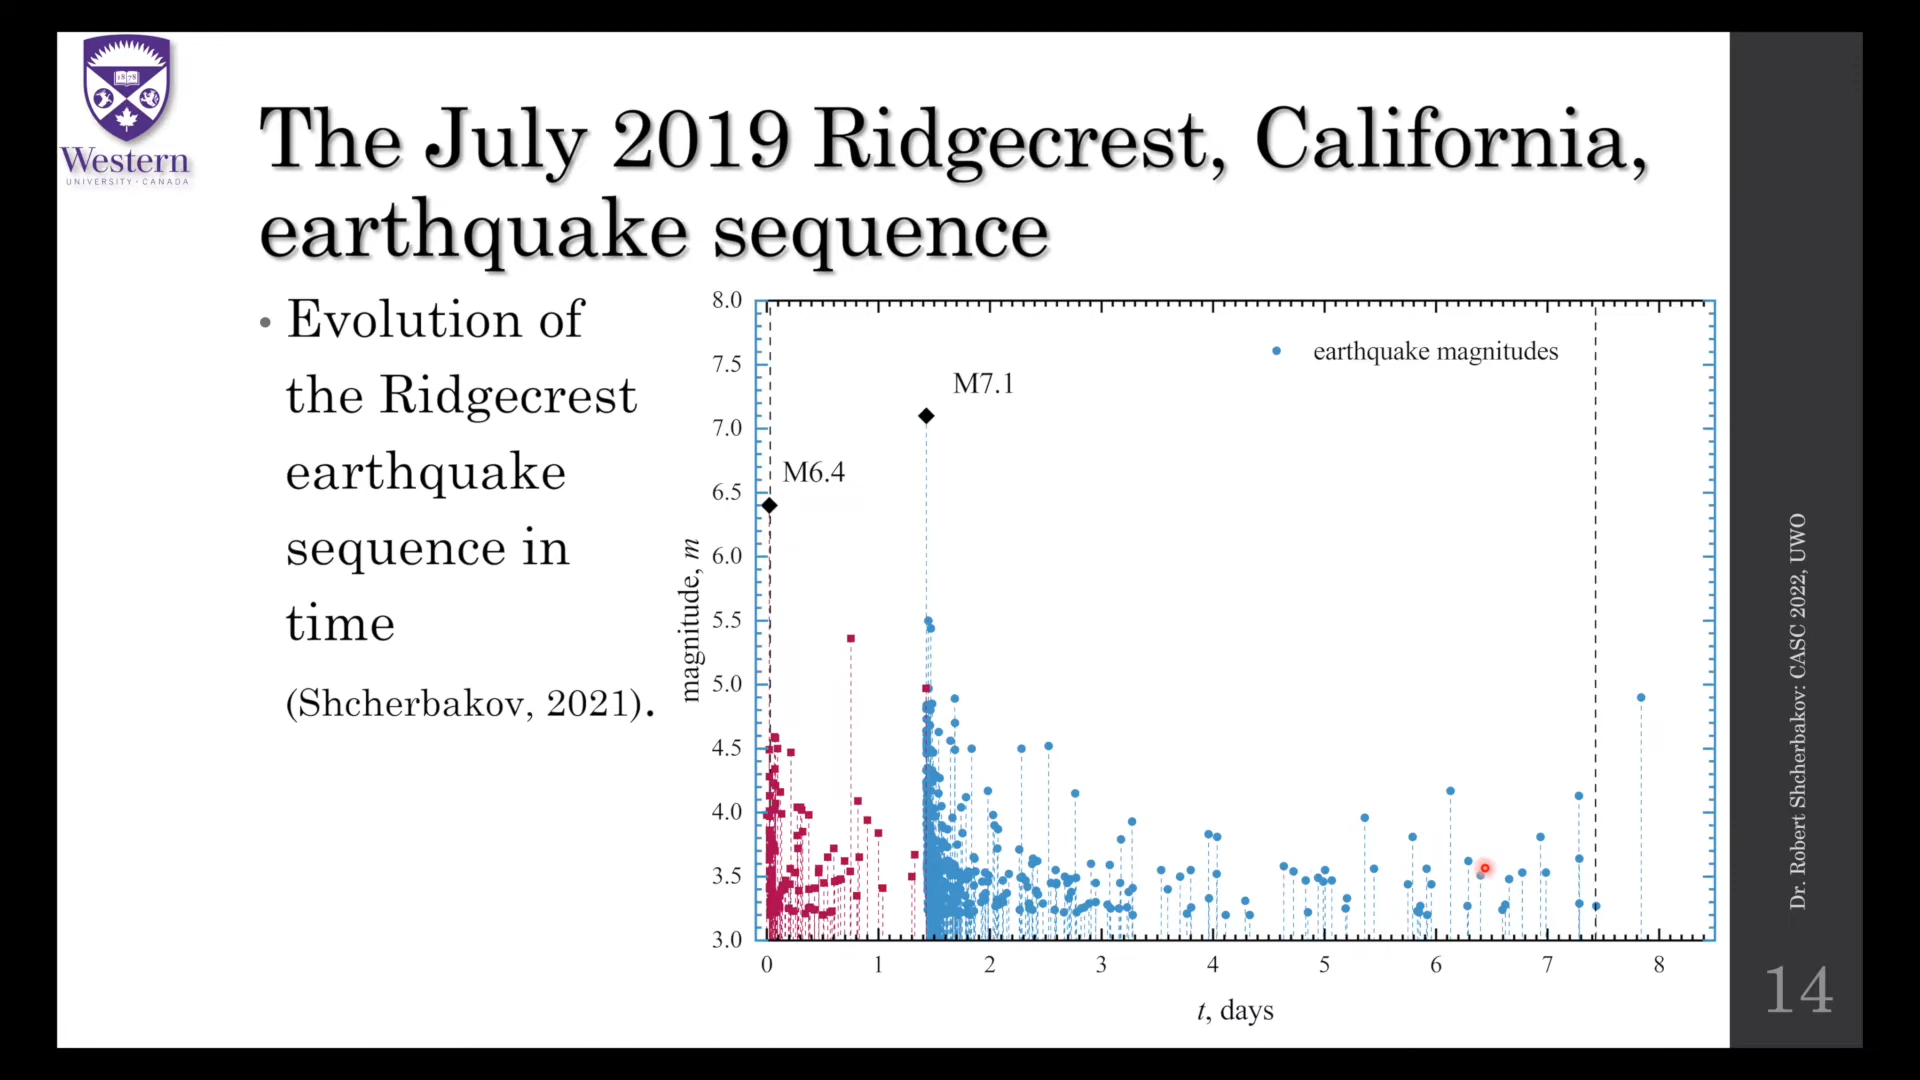 1878
Western
UNIVERSITY · CANADA
The July 2019 Ridgecrest, California,
earthquake sequence
• Evolution of
the Ridgecrest
earthquake
sequence in
time
(Shcherbakov, 2021).
8.0
7.5
7.0
6.5
6.0
5.5
5.0
4.5
4.0
3.5
3.0
magnitude, m
M6.4
M7.1
earthquake magnitudes
0 1 2 3 4 5 6 7 8
t, days
Dr. Robert Shcherbakov: CASC 2022, UWO
14